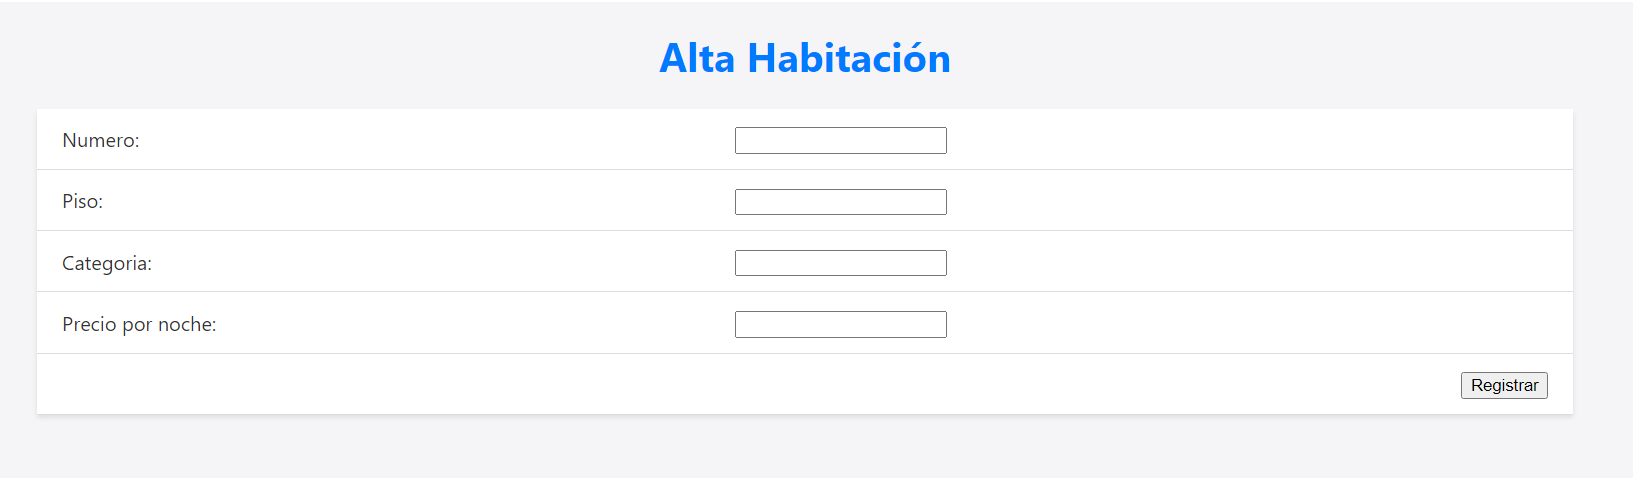 Alta Habitación
Numero:
Piso:
Categoria:
Precio por noche:
Registrar